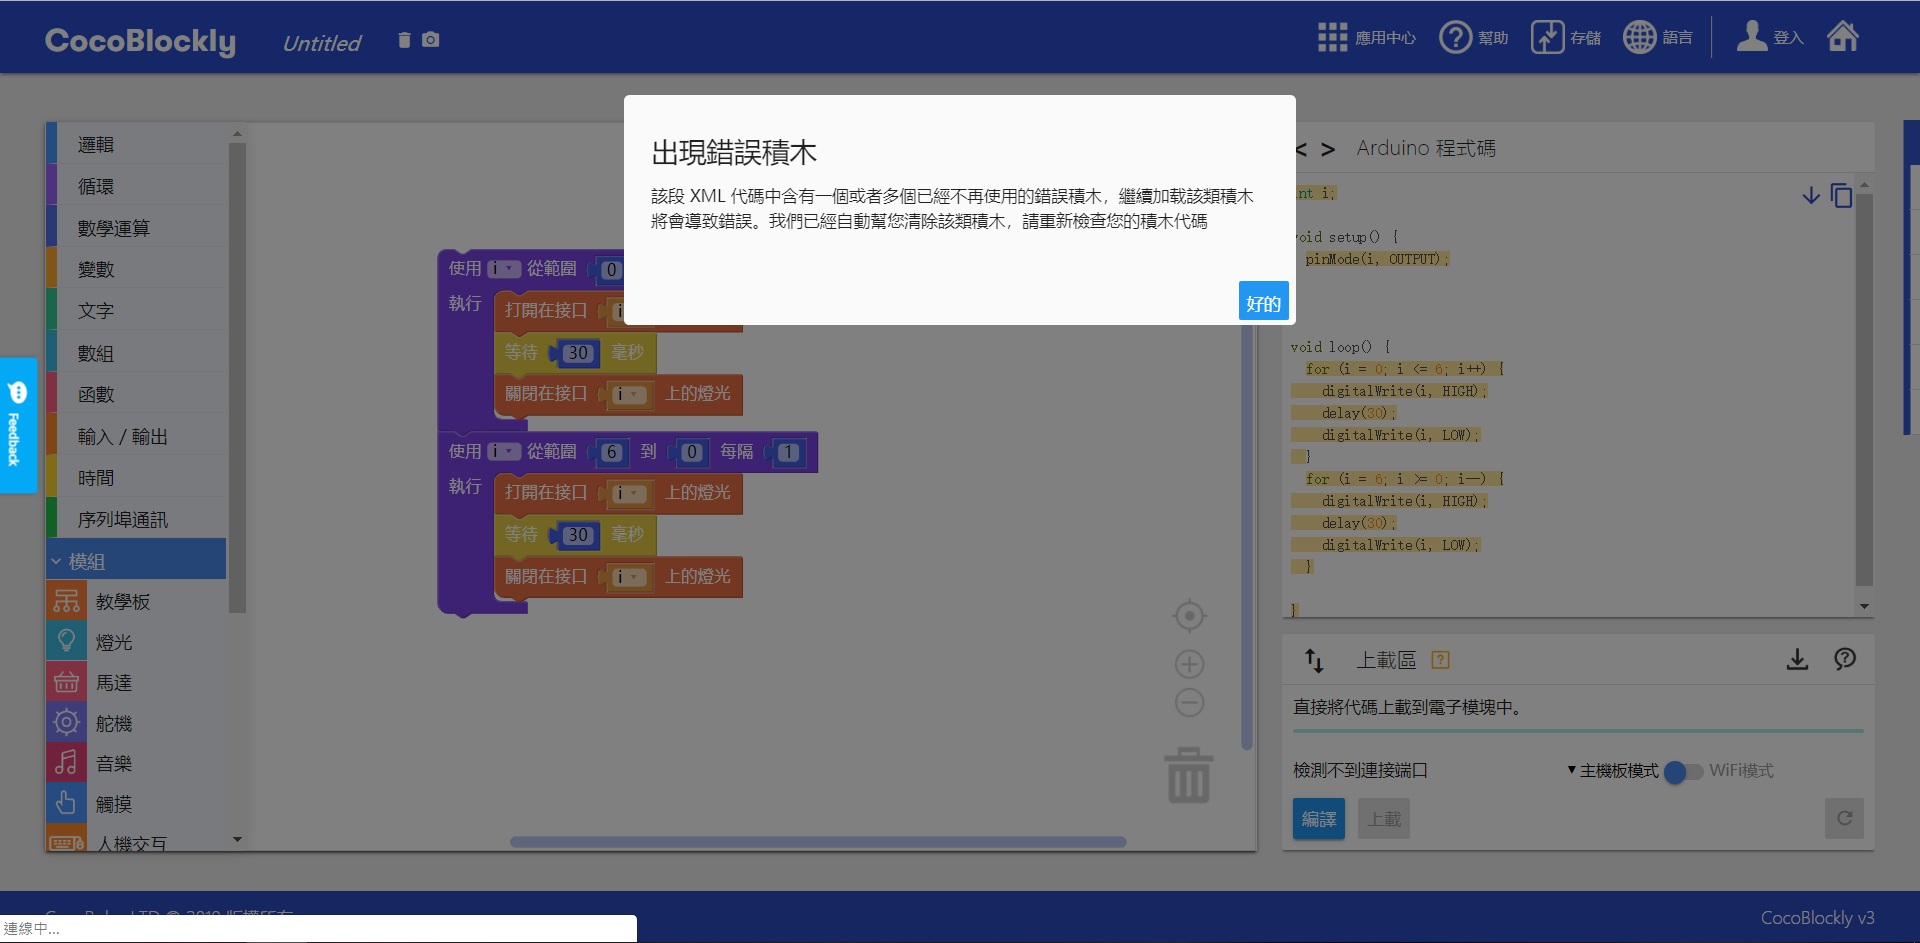 CocoBlockly
Untitled
應用中心
幫助
存儲
語言
登入
邏輯
循環
數學運算
變數
文字
數組
函數
輸入 / 輸出
時間
序列埠通訊
模組
教學板
燈光
馬達
舵機
音樂
觸摸
人機交互
Feedback
使用 i 從範圍 0
執行
打開在接口 i
等待 30 毫秒
關閉在接口 i 上的燈光
使用 i 從範圍 6 到 0 每隔 1
執行
打開在接口 i 上的燈光
等待 30 毫秒
關閉在接口 i 上的燈光
出現錯誤積木
該段 XML 代碼中含有一個或者多個已經不再使用的錯誤積木，繼續加载該類積木
將會導致錯誤。我們已經自動幫您清除該類積木，請重新檢查您的積木代碼
好的
< > Arduino 程式碼
int i;
void setup() {
pinMode(i, OUTPUT);
void loop() {
for (i = 0; i <= 6; i++) {
digitalWrite(i, HIGH);
delay(30);
digitalWrite(i, LOW);
}
for (i = 6; i >= 0; i--) {
digitalWrite(i, HIGH);
delay(30);
digitalWrite(i, LOW);
}
}
上載區 ?
直接將代碼上載到電子模塊中。
檢測不到連接端口
主機板模式
WiFi模式
編譯
上載
連線中...
CocoBlockly v3